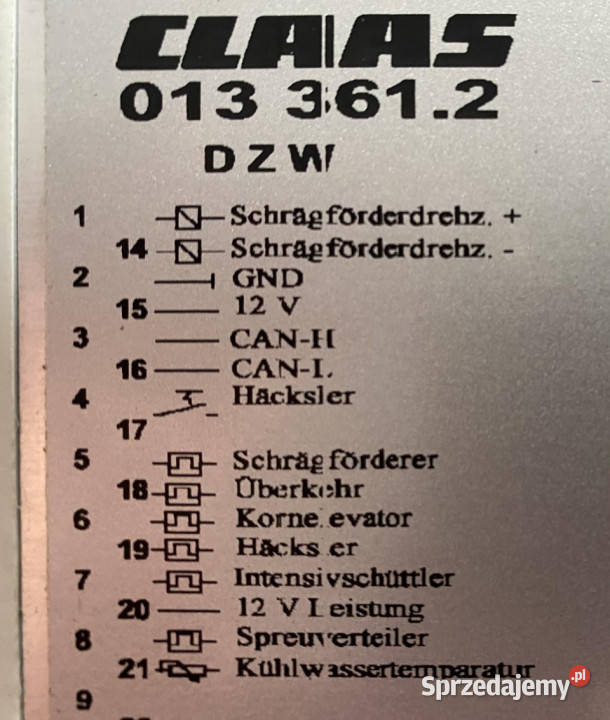 CLAAS
013 361.2
DZW
1 Schrägförderdrehz. +
14 Schrägförderdrehz. -
2 GND
15 12 V
3 CAN-H
16 CAN-L
4 Häcksler
17
5 Schrägförderer
18 Überkehr
6 Kornelevator
19 Häcksler
7 Intensivschüttler
20 12 V Leistung
8 Spreuverteiler
21 Kühlwassertemparatur
9
Sprzedajemy.pl